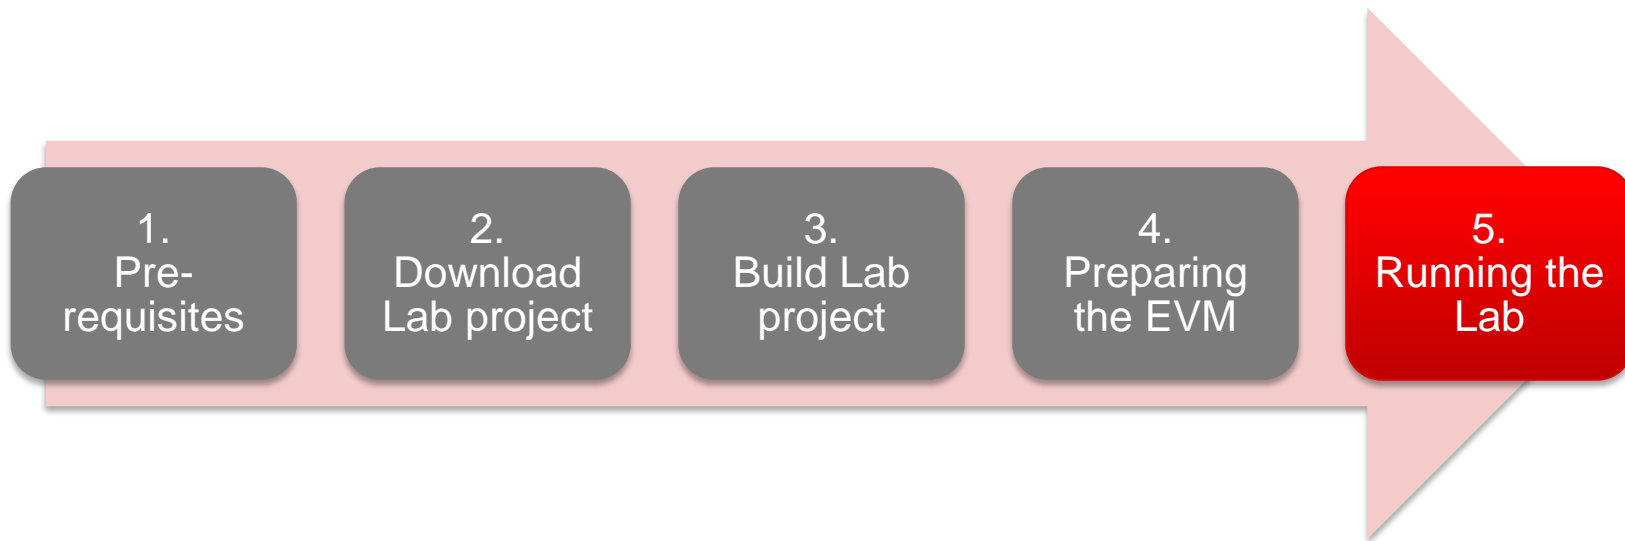 1.
Pre-
requisites
2.
Download
Lab project
3.
Build Lab
project
4.
Preparing
the EVM
5.
Running the
Lab